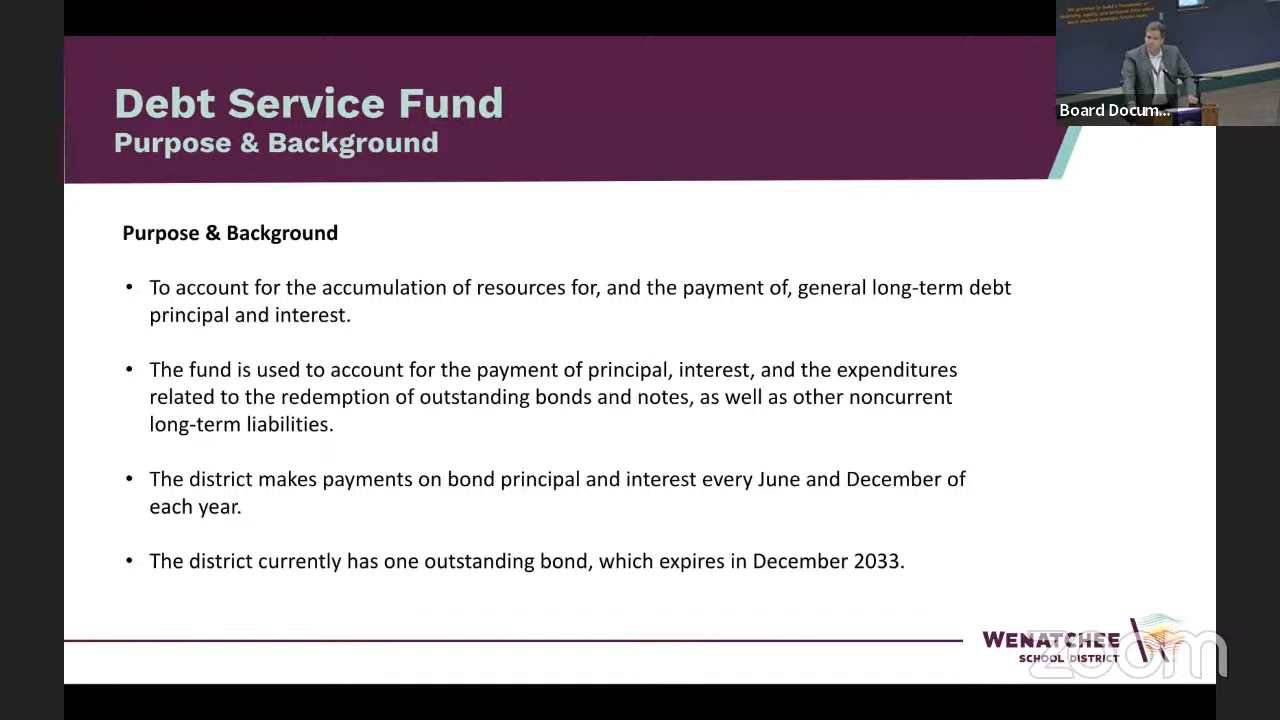 Debt Service Fund
Purpose & Background
Board Docum...
Purpose & Background
• To account for the accumulation of resources for, and the payment of, general long-term debt
principal and interest.
• The fund is used to account for the payment of principal, interest, and the expenditures
related to the redemption of outstanding bonds and notes, as well as other noncurrent
long-term liabilities.
• The district makes payments on bond principal and interest every June and December of
each year.
• The district currently has one outstanding bond, which expires in December 2033.
WENATCHEE
SCHOOL DISTRICT
zoom